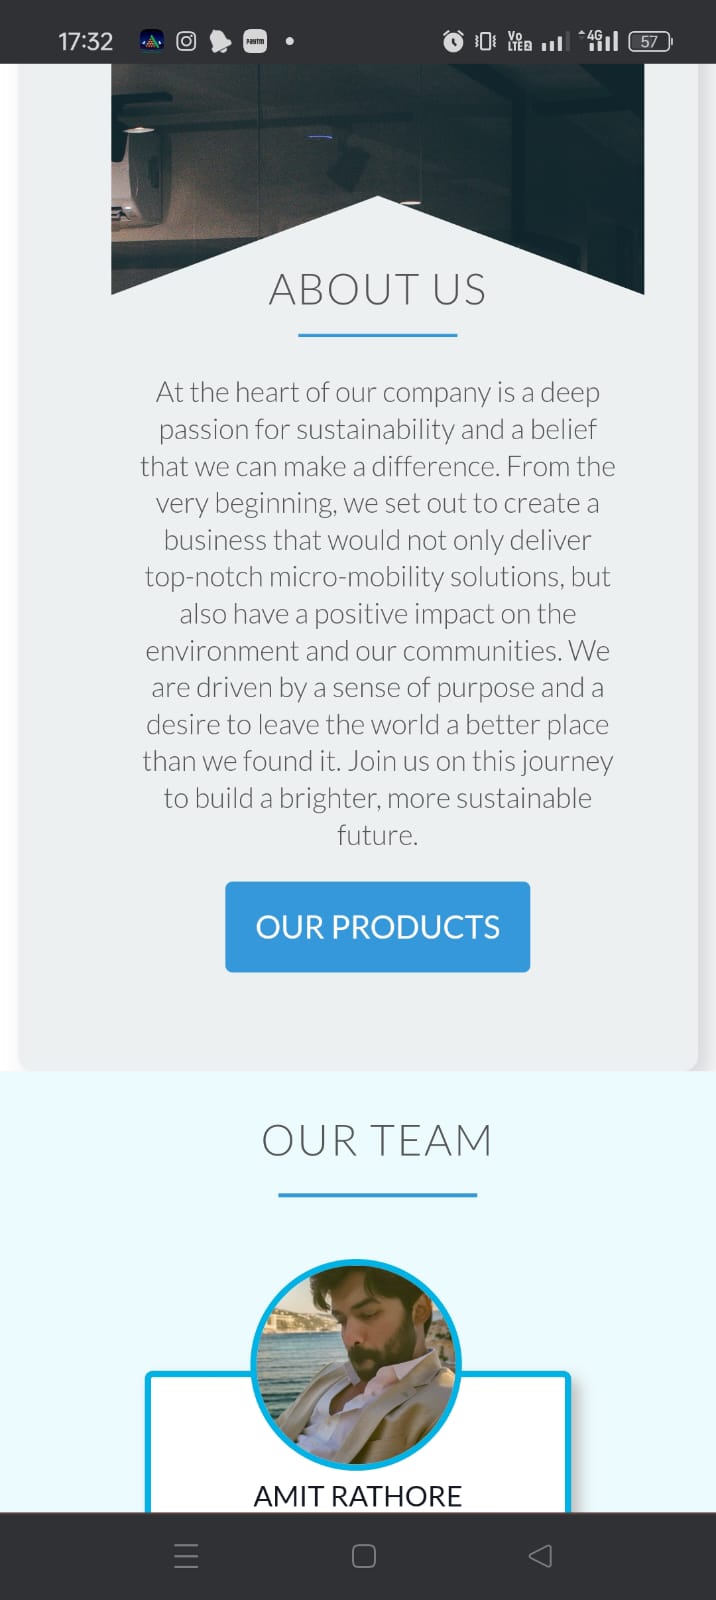 17:32
Paytm
Vo
LTE2
4G
57
ABOUT US
At the heart of our company is a deep
passion for sustainability and a belief
that we can make a difference. From the
very beginning, we set out to create a
business that would not only deliver
top-notch micro-mobility solutions, but
also have a positive impact on the
environment and our communities. We
are driven by a sense of purpose and a
desire to leave the world a better place
than we found it. Join us on this journey
to build a brighter, more sustainable
future.
OUR PRODUCTS
OUR TEAM
AMIT RATHORE